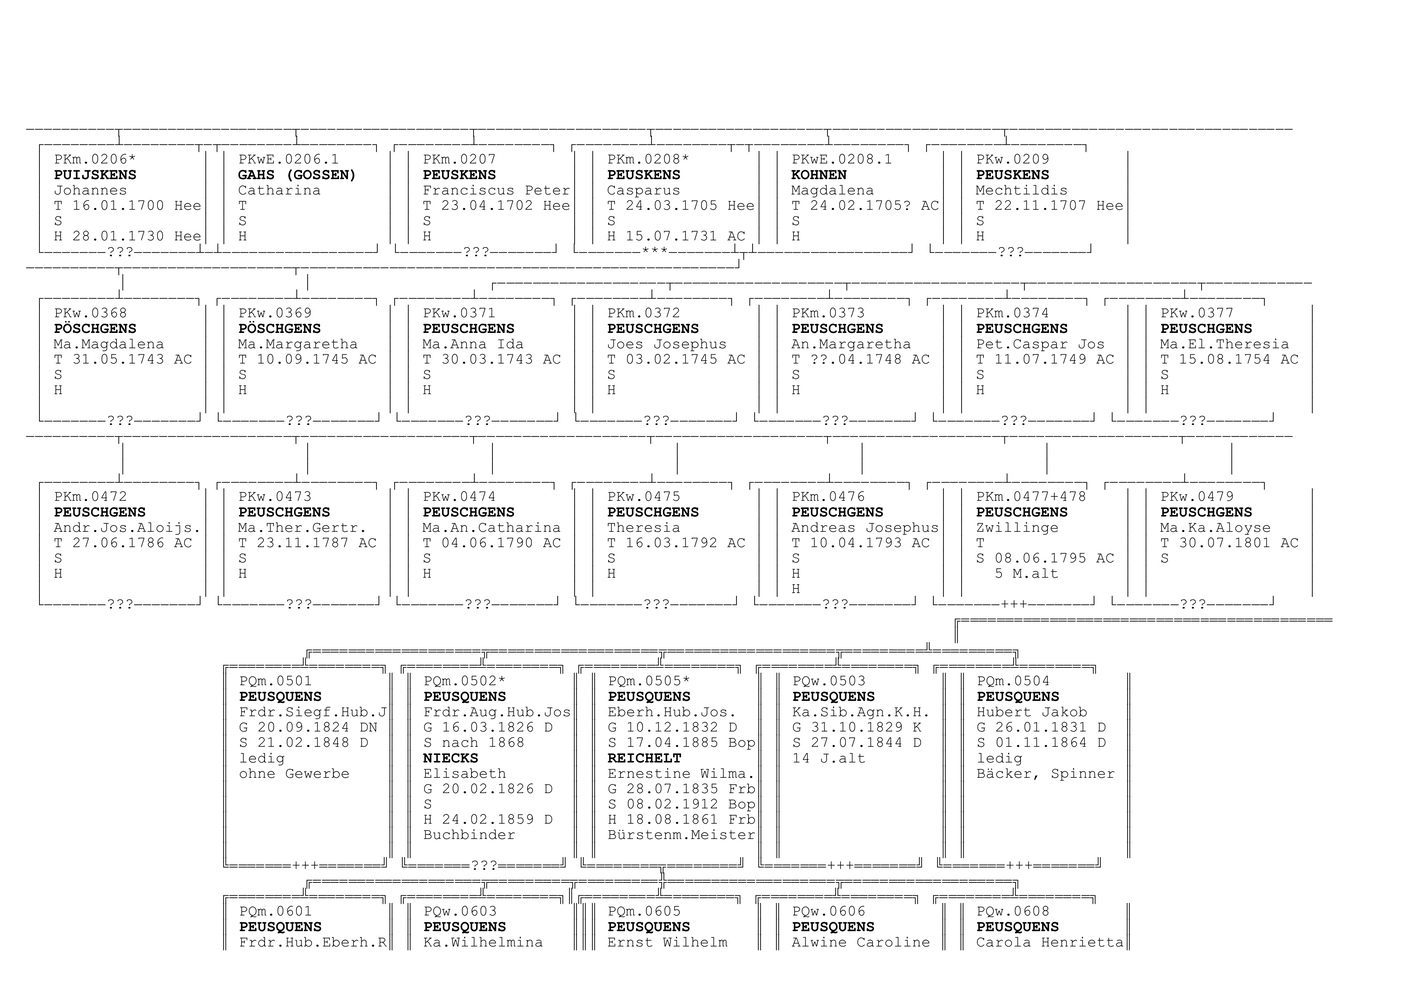 PKm.0206*
PUIJSKENS
Johannes
T 16.01.1700 Hee
S
H 28.01.1730 Hee
???
PKwE.0206.1
GAHS (GOSSEN)
Catharina
T
S
H
PKm.0207
PEUSKENS
Franciscus Peter
T 23.04.1702 Hee
S
H
???
PKm.0208*
PEUSKENS
Casparus
T 24.03.1705 Hee
S
H 15.07.1731 AC
***
PKwE.0208.1
KOHNEN
Magdalena
T 24.02.1705? AC
S
H
PKw.0209
PEUSKENS
Mechtildis
T 22.11.1707 Hee
S
H
???
PKw.0368
PÖSCHGENS
Ma.Magdalena
T 31.05.1743 AC
S
H
???
PKw.0369
PÖSCHGENS
Ma.Margaretha
T 10.09.1745 AC
S
H
???
PKw.0371
PEUSCHGENS
Ma.Anna Ida
T 30.03.1743 AC
S
H
???
PKm.0372
PEUSCHGENS
Joes Josephus
T 03.02.1745 AC
S
H
???
PKm.0373
PEUSCHGENS
An.Margaretha
T ??.04.1748 AC
S
H
???
PKm.0374
PEUSCHGENS
Pet.Caspar Jos
T 11.07.1749 AC
S
H
???
PKw.0377
PEUSCHGENS
Ma.El.Theresia
T 15.08.1754 AC
S
H
???
PKm.0472
PEUSCHGENS
Andr.Jos.Aloijs.
T 27.06.1786 AC
S
H
???
PKw.0473
PEUSCHGENS
Ma.Ther.Gertr.
T 23.11.1787 AC
S
H
???
PKw.0474
PEUSCHGENS
Ma.An.Catharina
T 04.06.1790 AC
S
H
???
PKw.0475
PEUSCHGENS
Theresia
T 16.03.1792 AC
S
H
???
PKm.0476
PEUSCHGENS
Andreas Josephus
T 10.04.1793 AC
S
H
H
???
PKm.0477+478
PEUSCHGENS
Zwillinge
T
S 08.06.1795 AC
5 M.alt
+++
PKw.0479
PEUSCHGENS
Ma.Ka.Aloyse
T 30.07.1801 AC
S
???
PQm.0501
PEUSQUENS
Frdr.Siegf.Hub.J
G 20.09.1824 DN
S 21.02.1848 D
ledig
ohne Gewerbe
+++
PQm.0502*
PEUSQUENS
Frdr.Aug.Hub.Jos
G 16.03.1826 D
S nach 1868
NIECKS
Elisabeth
G 20.02.1826 D
S
H 24.02.1859 D
Buchbinder
???
PQm.0505*
PEUSQUENS
Eberh.Hub.Jos.
G 10.12.1832 D
S 17.04.1885 Bop
REICHELT
Ernestine Wilma.
G 28.07.1835 Frb
S 08.02.1912 Bop
H 18.08.1861 Frb
Bürstenm.Meister
PQw.0503
PEUSQUENS
Ka.Sib.Agn.K.H.
G 31.10.1829 K
S 27.07.1844 D
14 J.alt
+++
PQm.0504
PEUSQUENS
Hubert Jakob
G 26.01.1831 D
S 01.11.1864 D
ledig
Bäcker, Spinner
+++
PQm.0601
PEUSQUENS
Frdr.Hub.Eberh.R
PQw.0603
PEUSQUENS
Ka.Wilhelmina
PQm.0605
PEUSQUENS
Ernst Wilhelm
PQw.0606
PEUSQUENS
Alwine Caroline
PQw.0608
PEUSQUENS
Carola Henrietta